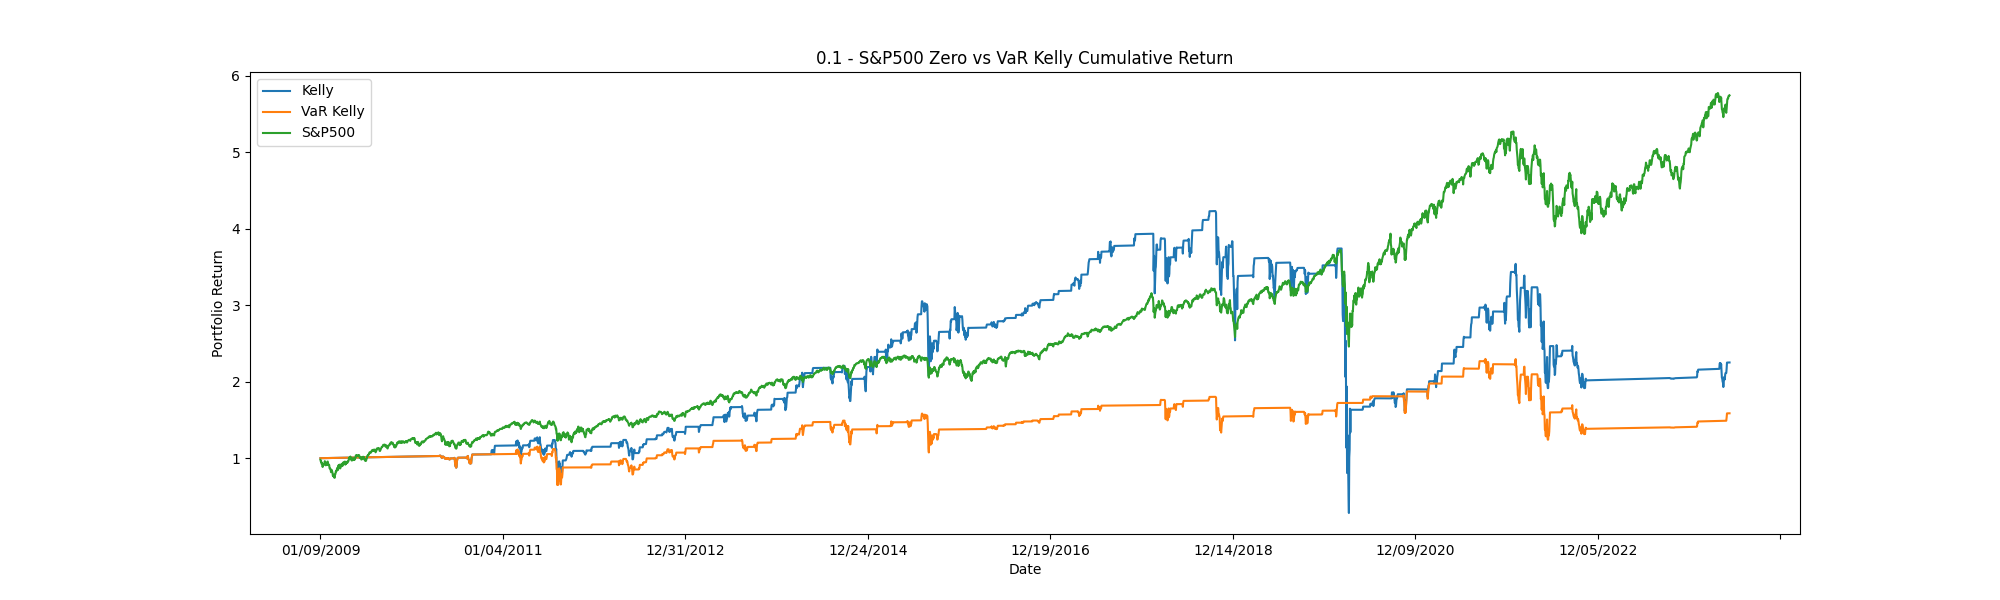 0.1 - S&P500 Zero vs VaR Kelly Cumulative Return
Kelly
VaR Kelly
S&P500
6
5
4
3
2
1
Portfolio Return
01/09/2009 01/04/2011 12/31/2012 12/24/2014 12/19/2016 12/14/2018 12/09/2020 12/05/2022
Date